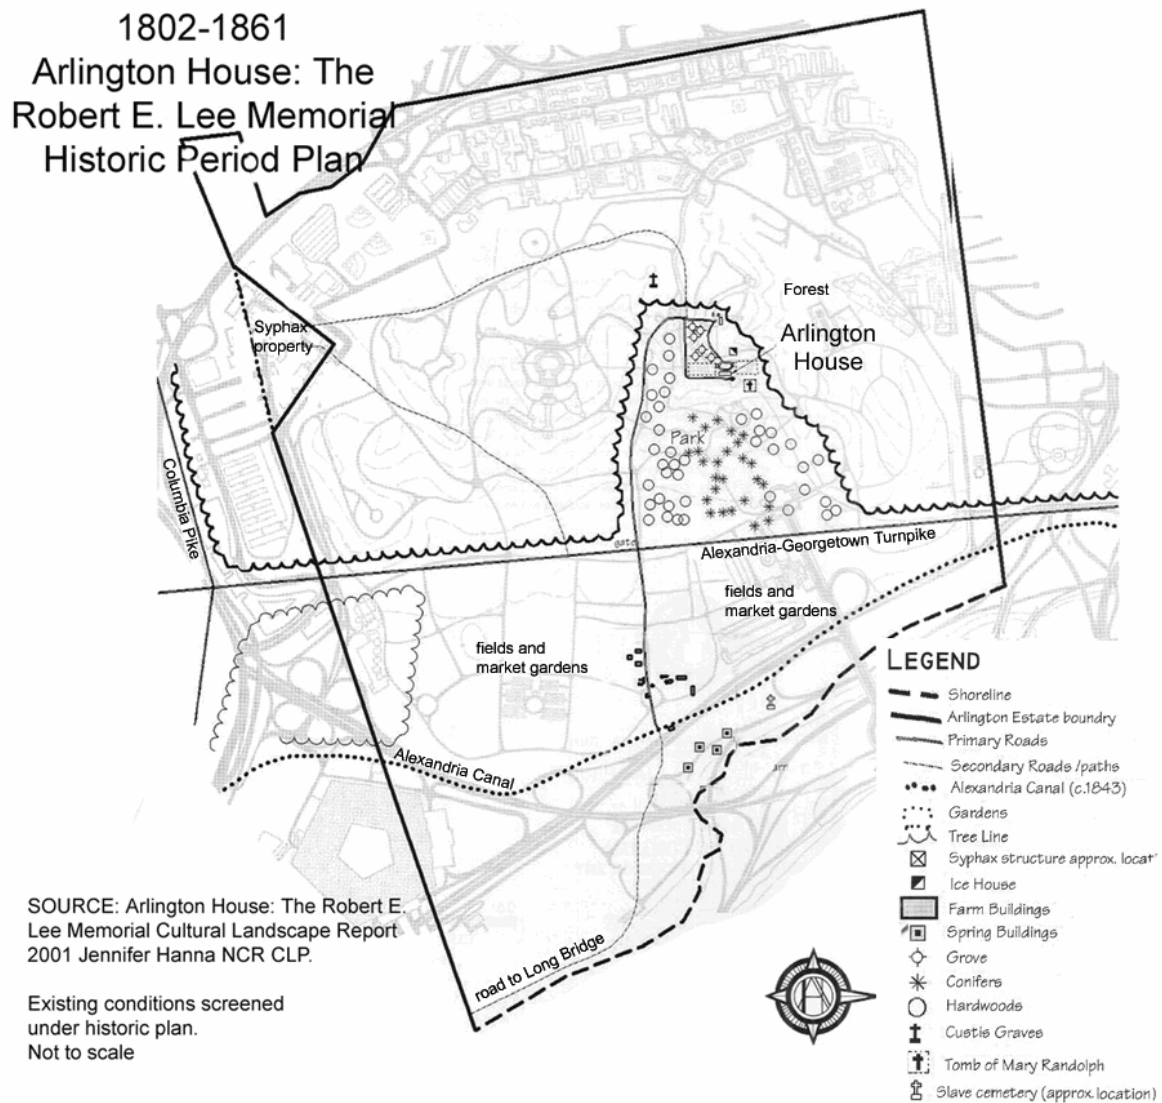 1802-1861
Arlington House: The
Robert E. Lee Memorial
Historic Period Plan
Forest
Arlington
House
Syphax
property
Park
Columbia Pike
gate
Alexandria-Georgetown Turnpike
fields and
market gardens
fields and
market gardens
Alexandria Canal
road to Long Bridge
SOURCE: Arlington House: The Robert E.
Lee Memorial Cultural Landscape Report
2001 Jennifer Hanna NCR CLP.
Existing conditions screened
under historic plan.
Not to scale
LEGEND
Shoreline
Arlington Estate boundry
Primary Roads
Secondary Roads /paths
Alexandria Canal (c.1843)
Gardens
Tree Line
Syphax structure approx. locat
Ice House
Farm Buildings
Spring Buildings
Grove
Conifers
Hardwoods
Custis Graves
Tomb of Mary Randolph
Slave cemetery (approx. location)